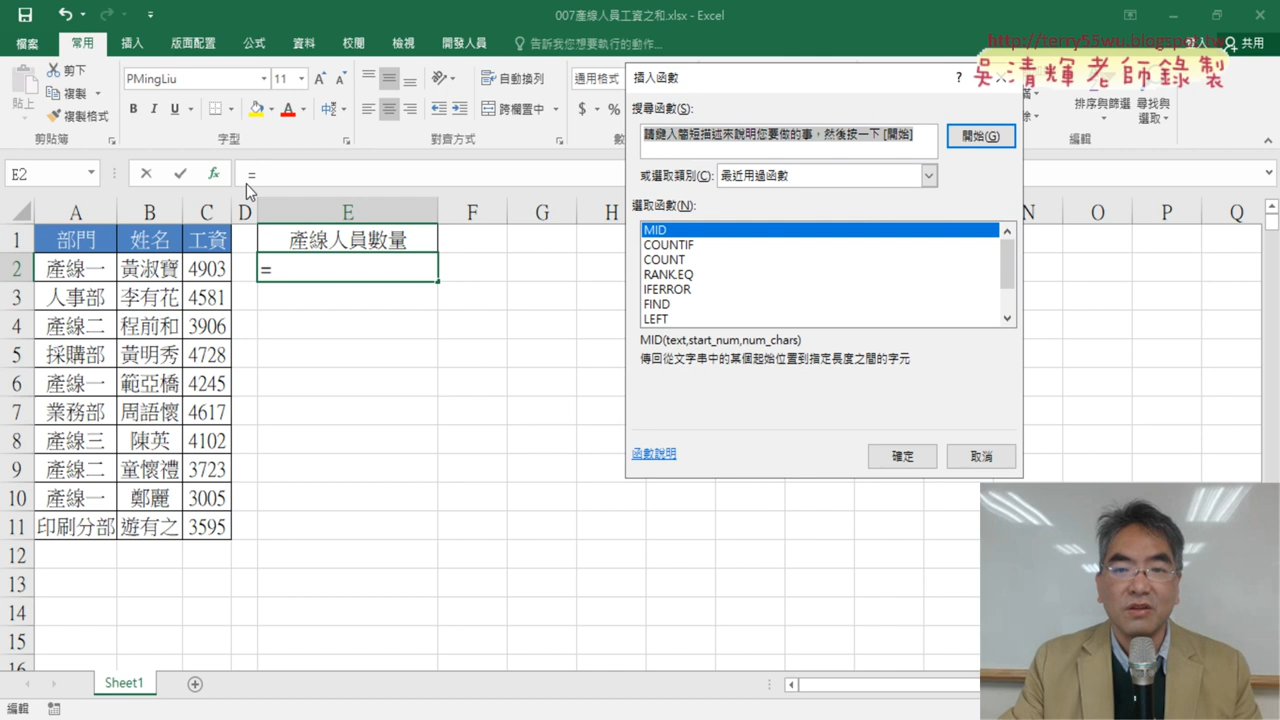 007產線人員工資之和.xlsx - Excel
檔案 常用 插入 版面配置 公式 資料 校閱 檢視 開發人員 告訴我您想要執行的動作... 登入 共用
http://terry55wu.blogspot.tw
吳清輝老師錄製
貼上 剪下 複製 複製格式 剪貼簿
PMingLiu 11 B I U 中 字型
自動換列 跨欄置中 對齊方式
通用格式 $ % 數
排序與篩選 尋找與選取 編輯
E2 fx =
A B C D E F G H N O P Q
1 部門 姓名 工資 產線人員數量
2 產線一 黃淑寶 4903 =
3 人事部 李有花 4581
4 產線二 程前和 3906
5 採購部 黃明秀 4728
6 產線一 範亞橋 4245
7 業務部 周語懷 4617
8 產線三 陳英 4102
9 產線二 童懷禮 3723
10 產線一 鄭麗 3005
11 印刷分部 遊有之 3595
12
13
14
15
16
插入函數 ?
搜尋函數(S):
請鍵入簡短描述來說明您要做的事，然後按一下 [開始]
開始(G)
或選取類別(C): 最近用過函數
選取函數(N):
MID
COUNTIF
COUNT
RANK.EQ
IFERROR
FIND
LEFT
MID(text,start_num,num_chars)
傳回從文字串中的某個起始位置到指定長度之間的字元
函數說明 確定 取消
Sheet1
編輯